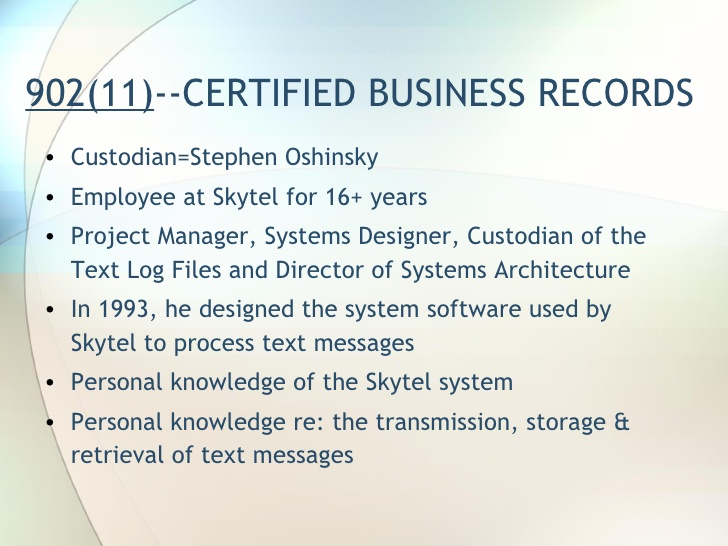 902(11)--CERTIFIED BUSINESS RECORDS
• Custodian=Stephen Oshinsky
• Employee at Skytel for 16+ years
• Project Manager, Systems Designer, Custodian of the
Text Log Files and Director of Systems Architecture
• In 1993, he designed the system software used by
Skytel to process text messages
• Personal knowledge of the Skytel system
• Personal knowledge re: the transmission, storage &
retrieval of text messages